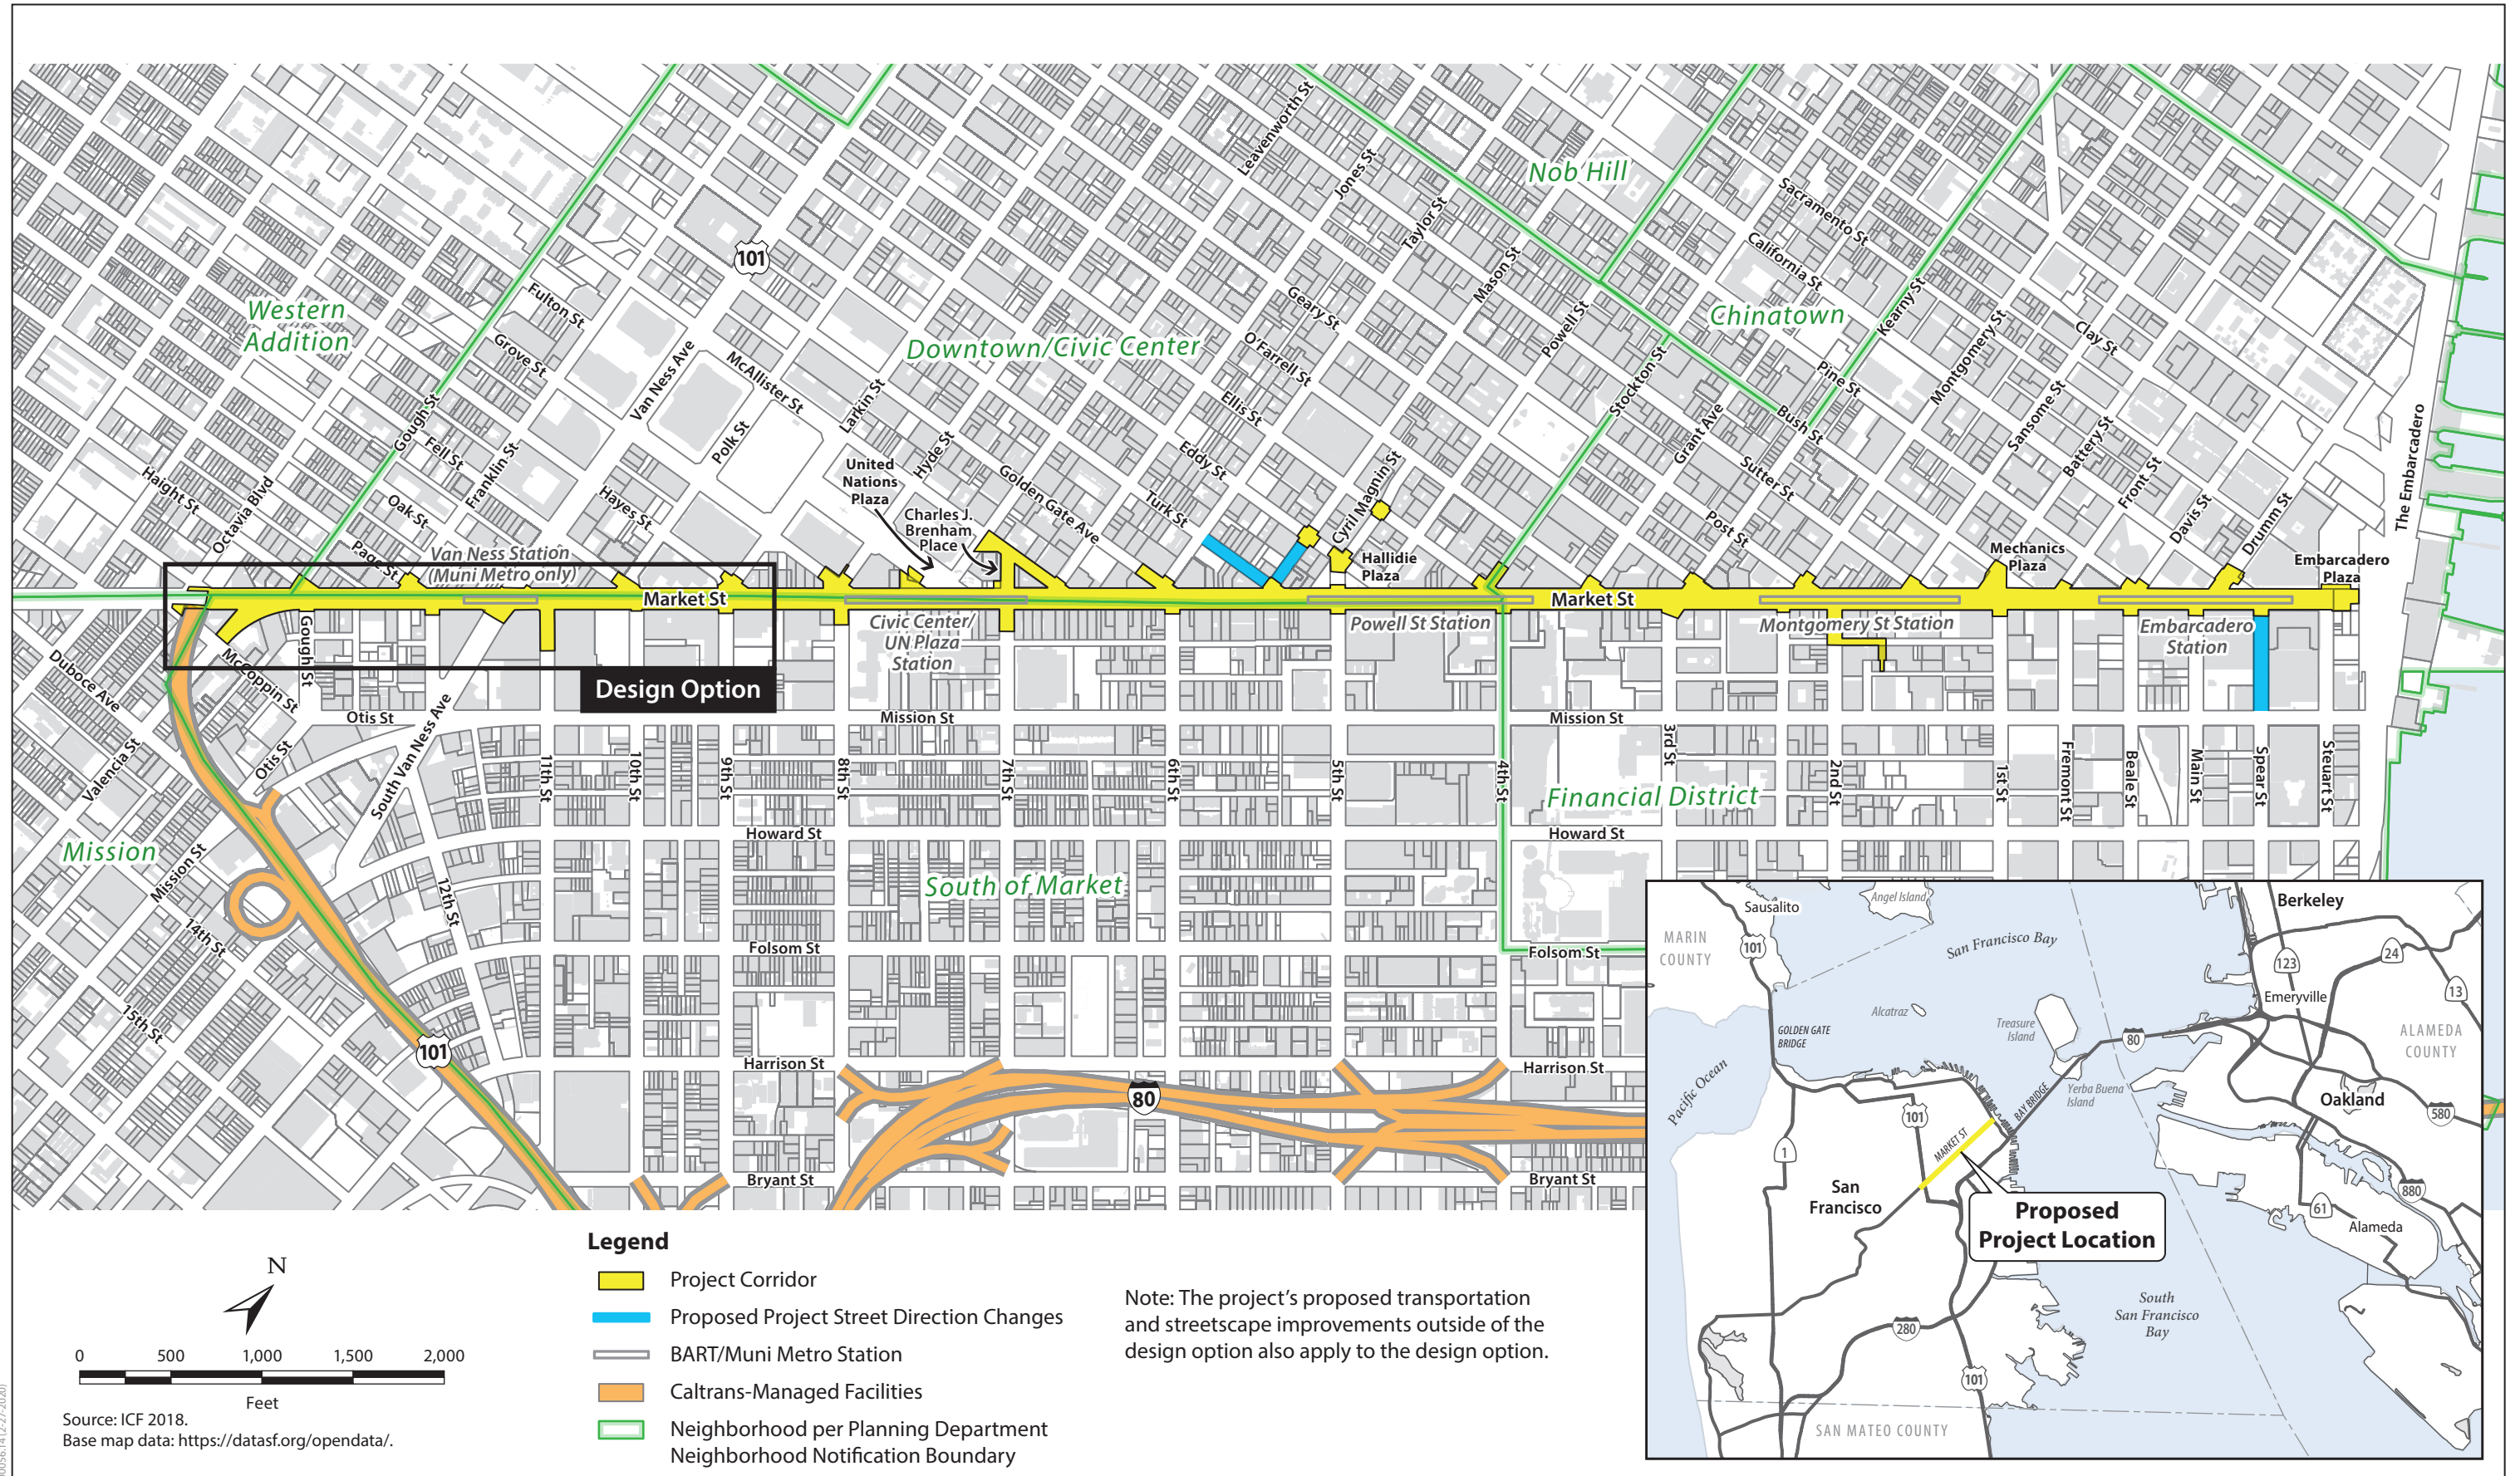 Leavenworth St
Jones St
Taylor St
Mason St
Powell St
Nob Hill
Sacramento St
California St
Chinatown
Kearny St
Montgomery St
Clay St
101
Western
Addition
Fulton St
Grove St
Van Ness Ave
McAllister St
Polk St
Larkin St
Hyde St
Downtown/Civic Center
Geary St
O'Farrell St
Ellis St
Eddy St
Turk St
Golden Gate Ave
Cyril Magnin St
Stockton St
Grant Ave
Pine St
Bush St
Sutter St
Post St
Sansome St
Battery St
Front St
Davis St
Drumm St
The Embarcadero
Gough St
Fell St
Franklin St
Oak St
Hayes St
Page St
Haight St
Octavia Blvd
United
Nations
Plaza
Charles J.
Brenham
Place
Hallidie
Plaza
Mechanics
Plaza
Embarcadero
Plaza
Van Ness Station
(Muni Metro only)
Market St
Market St
Civic Center/
UN Plaza
Station
Powell St Station
Montgomery St Station
Embarcadero
Station
Design Option
Gough St
McCoppin St
Duboce Ave
Valencia St
Otis St
Otis St
South Van Ness Ave
Mission St
Mission St
Mission St
Mission
12th St
11th St
10th St
9th St
8th St
7th St
6th St
5th St
4th St
3rd St
2nd St
1st St
Fremont St
Beale St
Main St
Spear St
Steuart St
Financial District
Howard St
Howard St
South of Market
Folsom St
Folsom St
14th St
15th St
101
Harrison St
Harrison St
80
Bryant St
Bryant St
Sausalito
Angel Island
Berkeley
MARIN
COUNTY
101
San Francisco Bay
123
24
13
Emeryville
Alcatraz
Treasure
Island
GOLDEN GATE
BRIDGE
80
ALAMEDA
COUNTY
Pacific Ocean
Yerba Buena
Island
BAY BRIDGE
Oakland
580
101
MARKET ST
1
San
Francisco
Proposed
Project Location
880
61
Alameda
South
San Francisco
Bay
280
101
SAN MATEO COUNTY
N
0 500 1,000 1,500 2,000
Feet
Source: ICF 2018.
Base map data: https://datasf.org/opendata/.
Legend
Project Corridor
Proposed Project Street Direction Changes
BART/Muni Metro Station
Caltrans-Managed Facilities
Neighborhood per Planning Department
Neighborhood Notification Boundary
Note: The project's proposed transportation
and streetscape improvements outside of the
design option also apply to the design option.